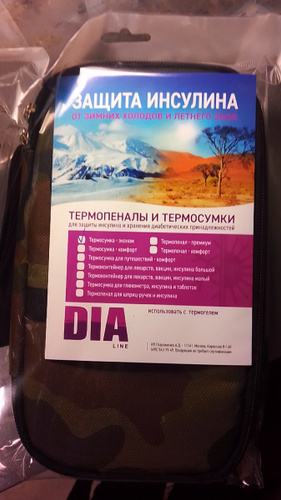 ЗАЩИТА ИНСУЛИНА
ОТ ЗИМНИХ ХОЛОДОВ И ЛЕТНЕГО ЗНОЯ
ТЕРМОПЕНАЛЫ И ТЕРМОСУМКИ
для защиты инсулина и хранения диабетических принадлежностей
Термосумка - эконом
Термопенал - премиум
Термосумка - комфорт
Термопенал - комфорт
Термосумка для путешествий - комфорт
Термоконтейнер для лекарств, вакцин, инсулина большой
Термоконтейнер для лекарств, вакцин, инсулина малый
Термосумка для глюкометра, инсулина и таблеток
Термопенал для шприц-ручек и инсулина
DIA
LINE
использовать с термогелем